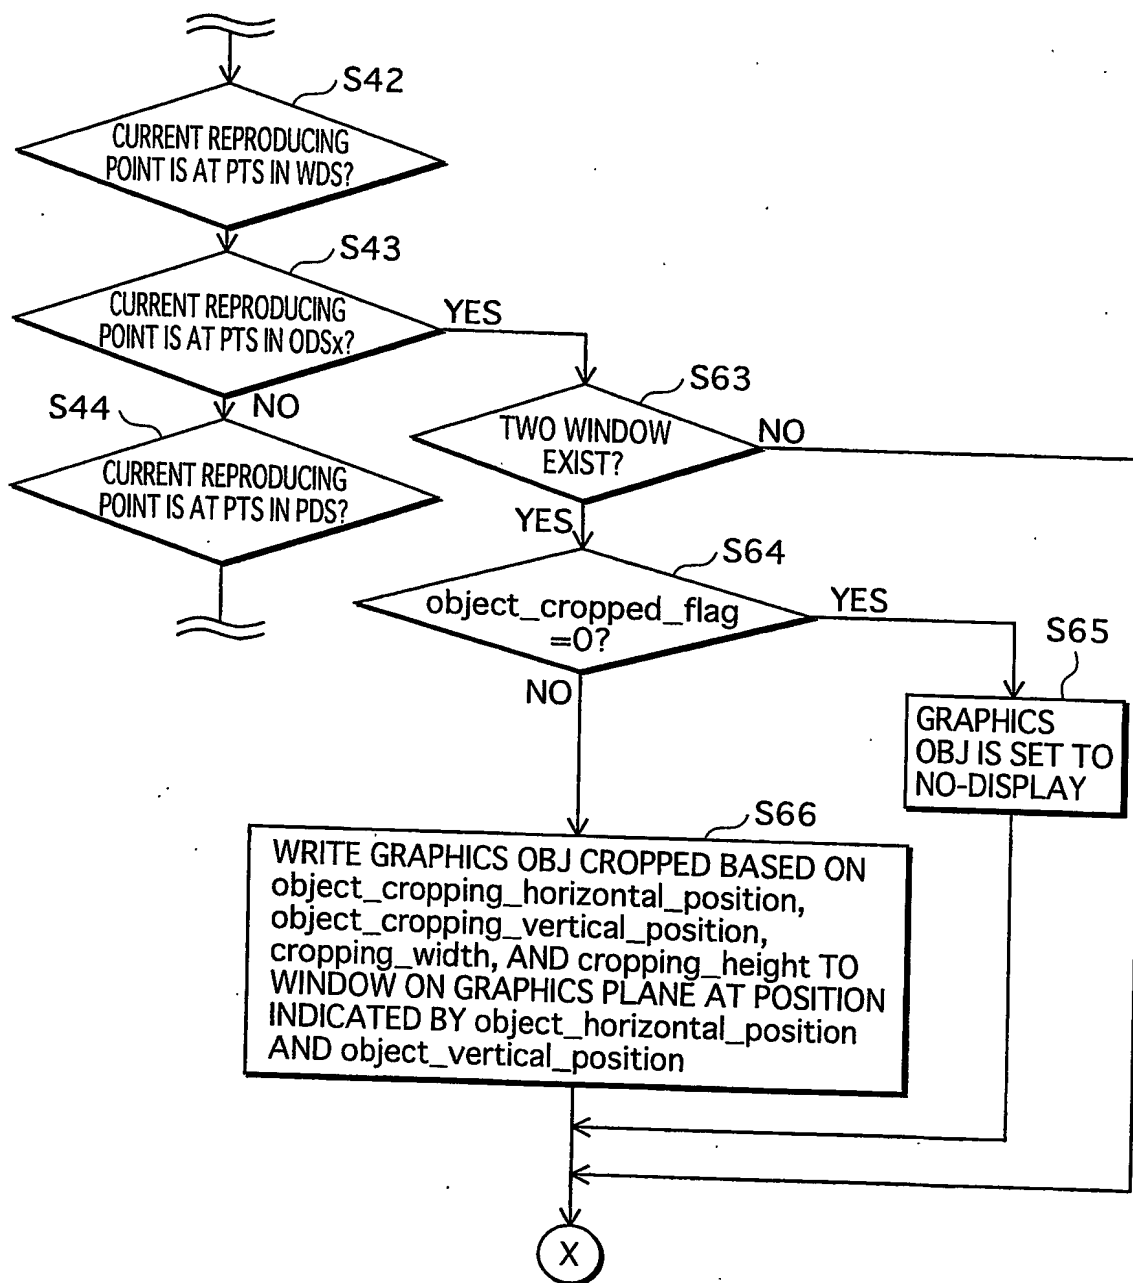 S42
CURRENT REPRODUCING
POINT IS AT PTS IN WDS?
S43
CURRENT REPRODUCING
POINT IS AT PTS IN ODSx?
YES
NO
S44
CURRENT REPRODUCING
POINT IS AT PTS IN PDS?
S63
TWO WINDOW
EXIST?
NO
YES
S64
object_cropped_flag
=0?
YES
NO
S65
GRAPHICS
OBJ IS SET TO
NO-DISPLAY
S66
WRITE GRAPHICS OBJ CROPPED BASED ON
object_cropping_horizontal_position,
object_cropping_vertical_position,
cropping_width, AND cropping_height TO
WINDOW ON GRAPHICS PLANE AT POSITION
INDICATED BY object_horizontal_position
AND object_vertical_position
X